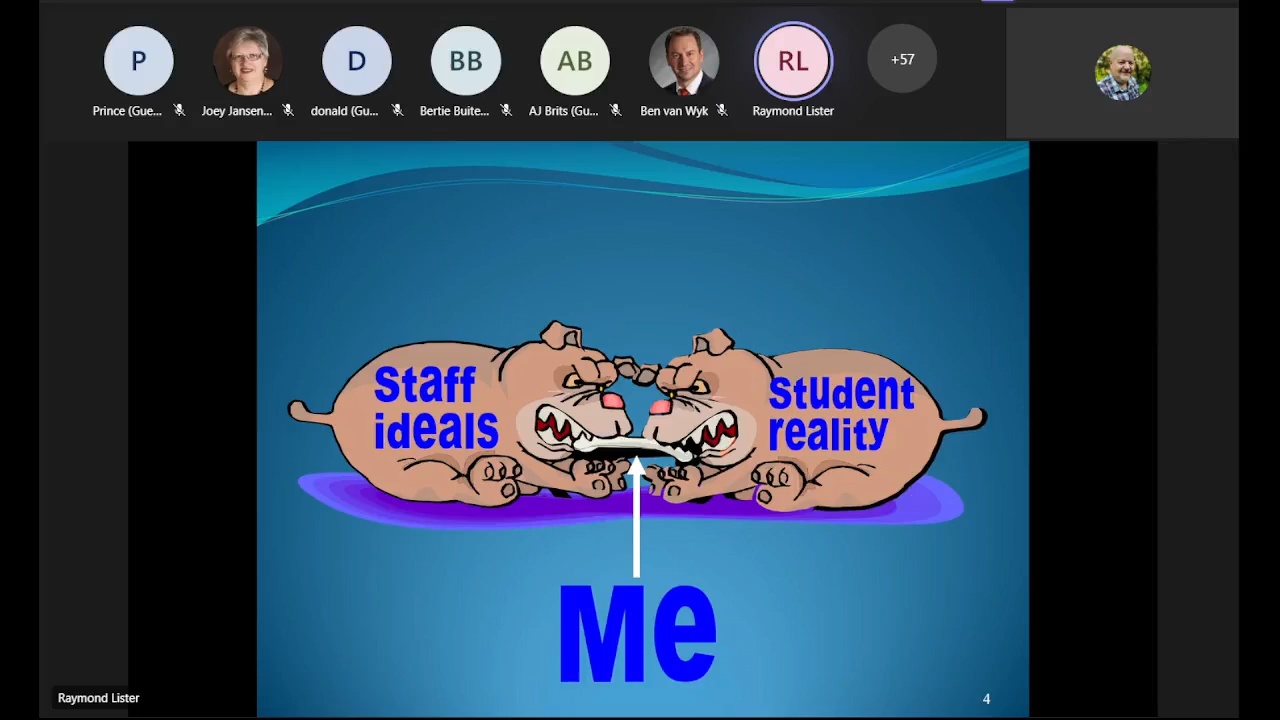 P
D
BB
AB
RL
+57
Prince (Gue...
Joey Jansen...
donald (Gu...
Bertie Buite...
AJ Brits (Gu...
Ben van Wyk
Raymond Lister
Staff
ideals
Student
reality
Me
Raymond Lister
4